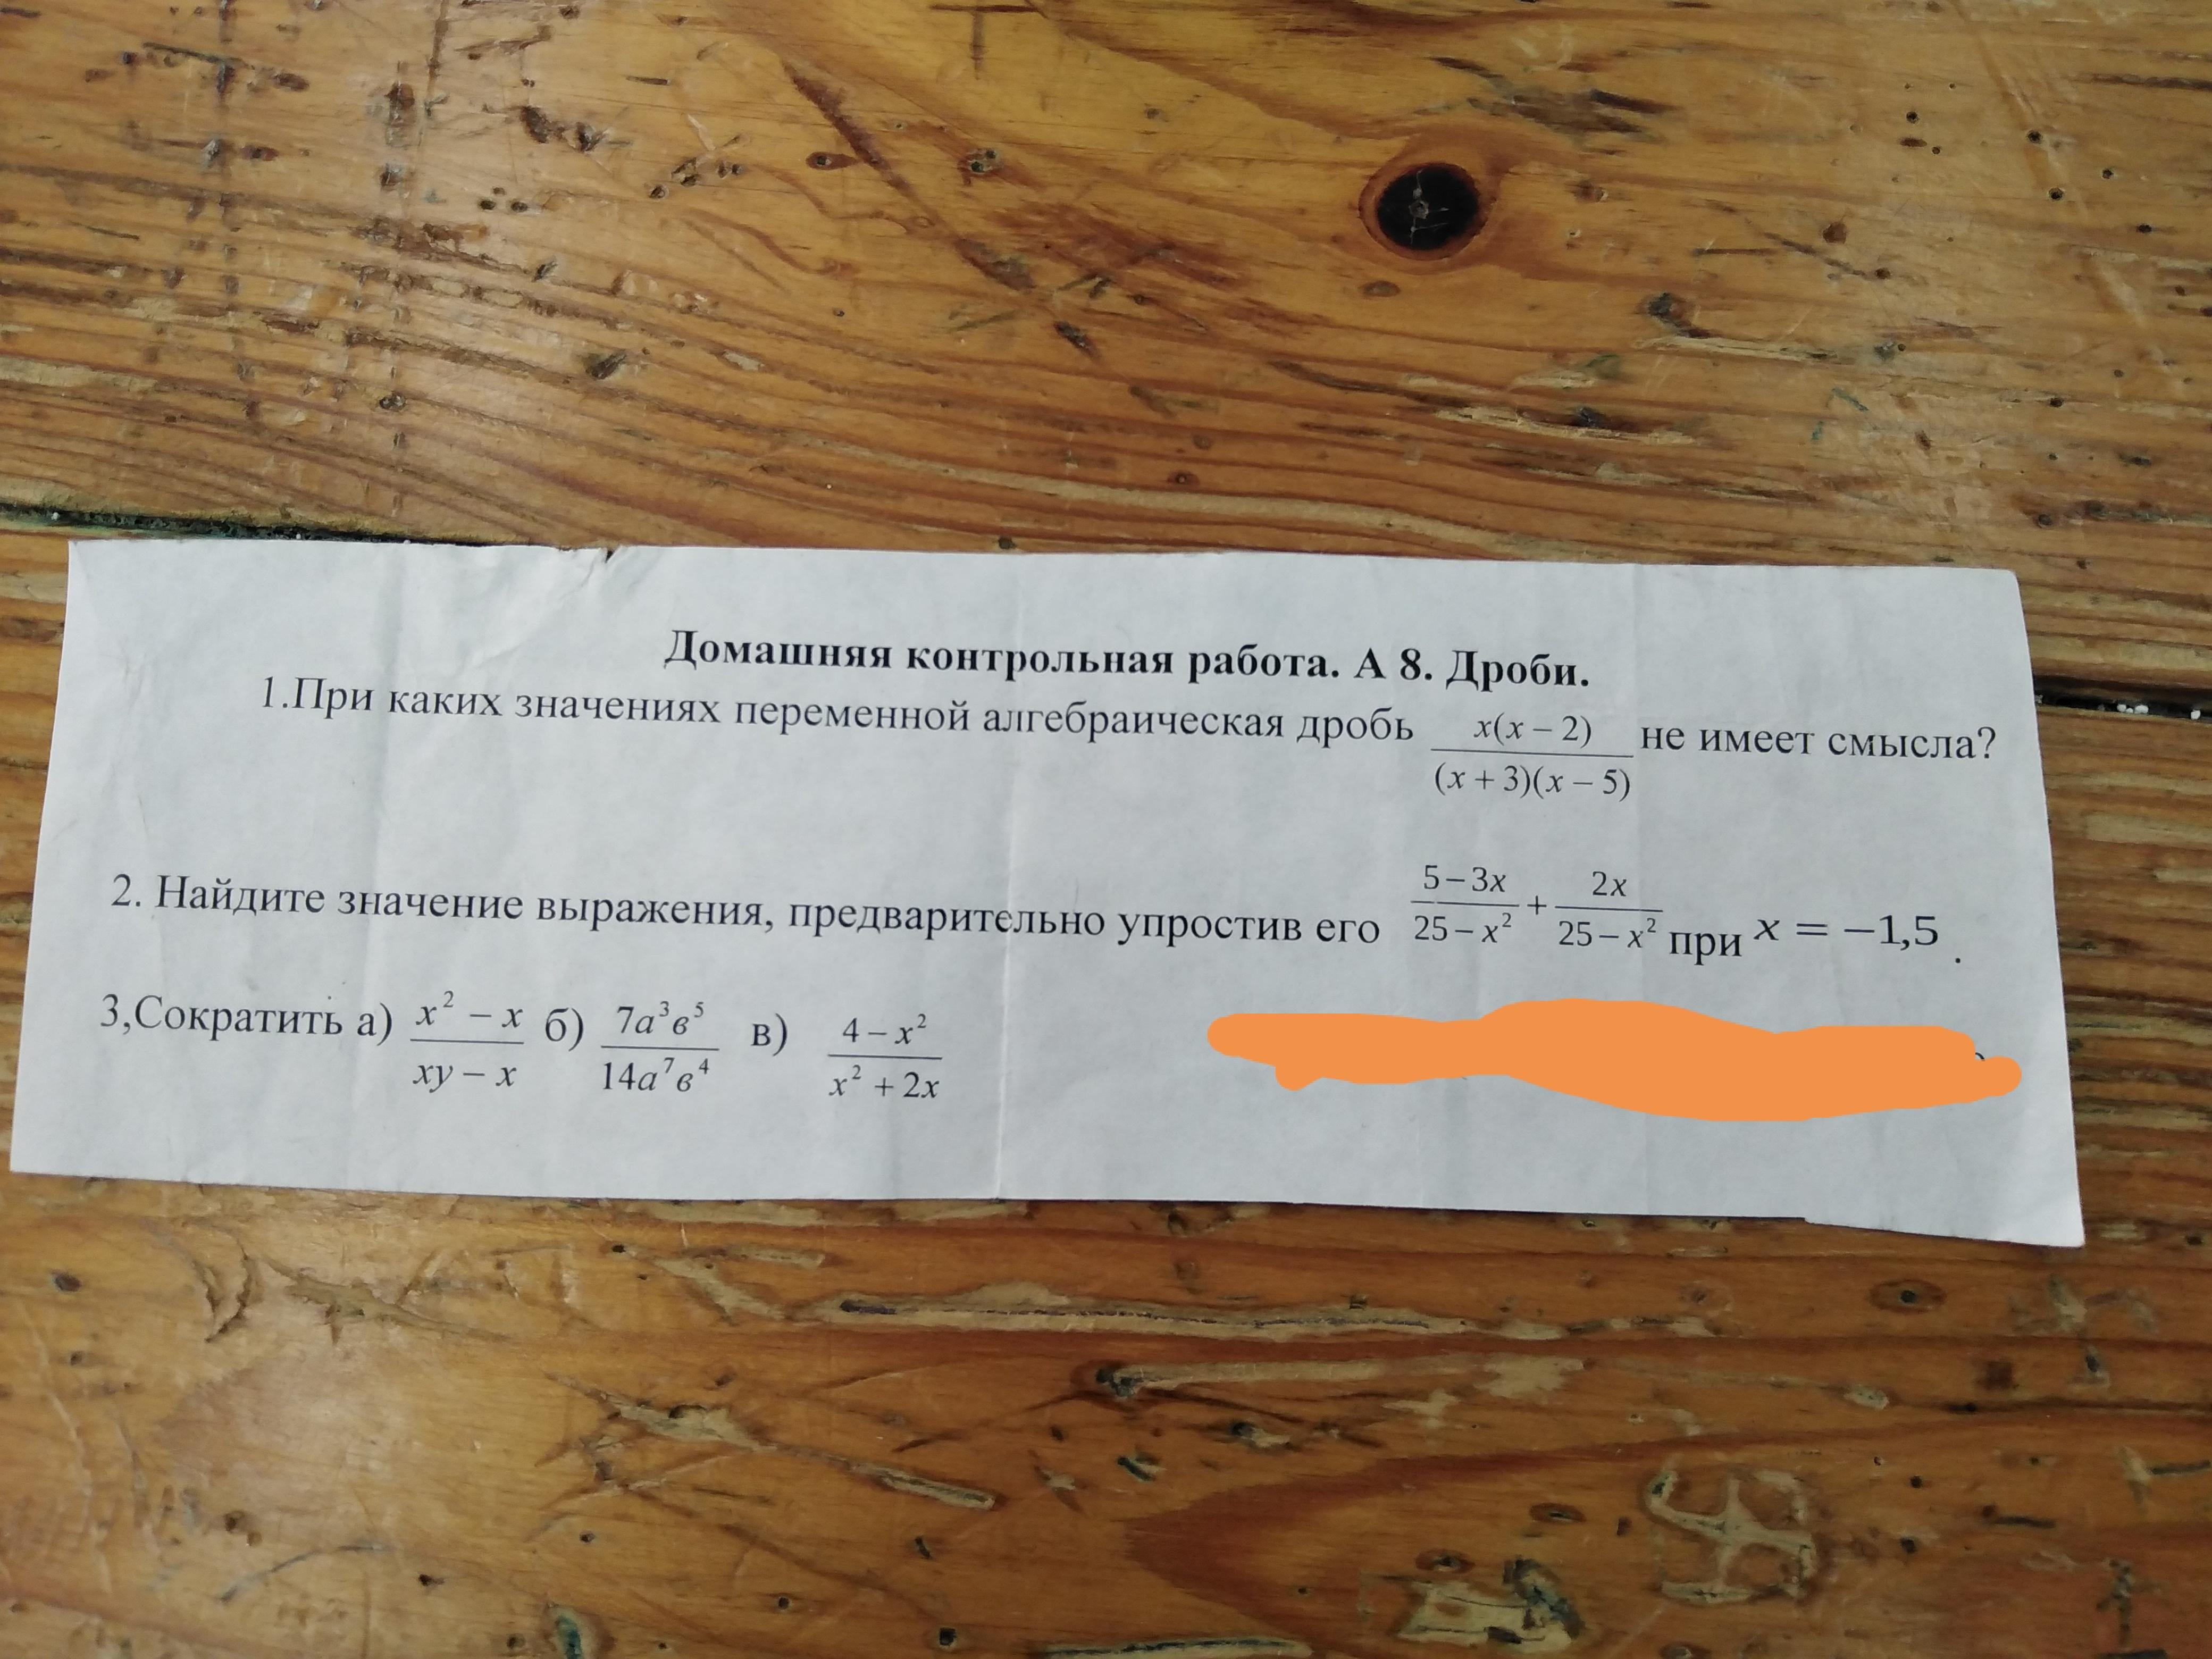 Домашняя контрольная работа. А 8. Дроби.
1.При каких значениях переменной алгебраическая дробь x(x – 2) / (x + 3)(x – 5) не имеет смысла?
2. Найдите значение выражения, предварительно упростив его 5–3x / 25–x² + 2x / 25–x² при x = –1,5 .
3,Сократить а) x² – x / xy – x б) 7a³в⁵ / 14a⁷в⁴ в) 4 – x² / x² + 2x